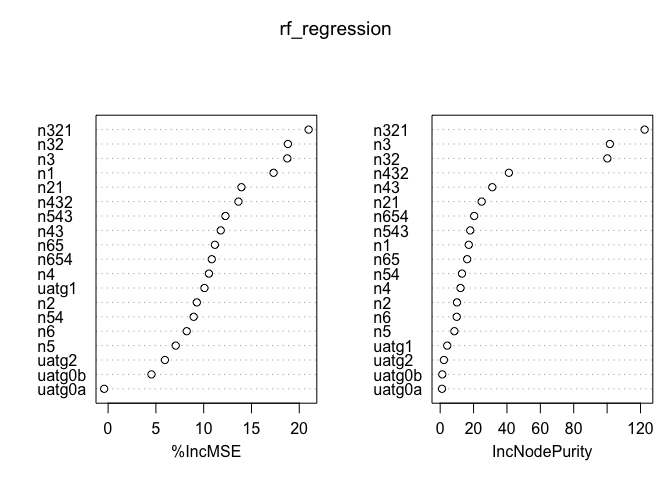 rf_regression
n321
n32
n3
n1
n21
n432
n543
n43
n65
n654
n4
uatg1
n2
n54
n6
n5
uatg2
uatg0b
uatg0a
0 5 10 15 20
%IncMSE
n321
n3
n32
n432
n43
n21
n654
n543
n1
n65
n54
n4
n2
n6
n5
uatg1
uatg2
uatg0b
uatg0a
0 20 40 60 80 120
IncNodePurity